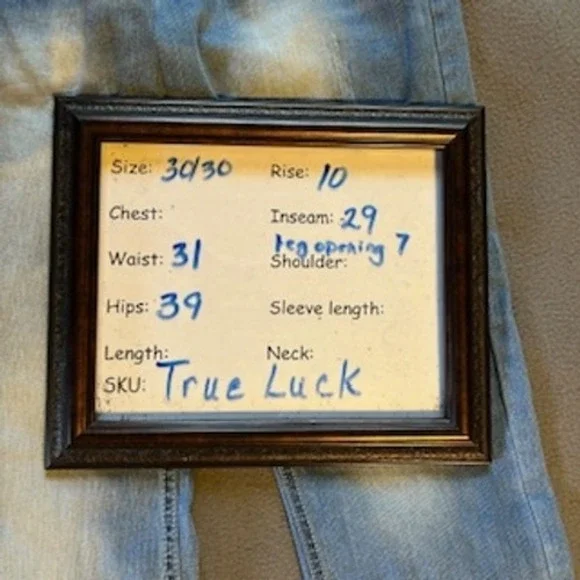 Size: 30/30 Rise: 10
Chest: Inseam: 29
leg opening 7
Waist: 31 Shoulder:
Hips: 39 Sleeve length:
Length: Neck:
SKU: True Luck